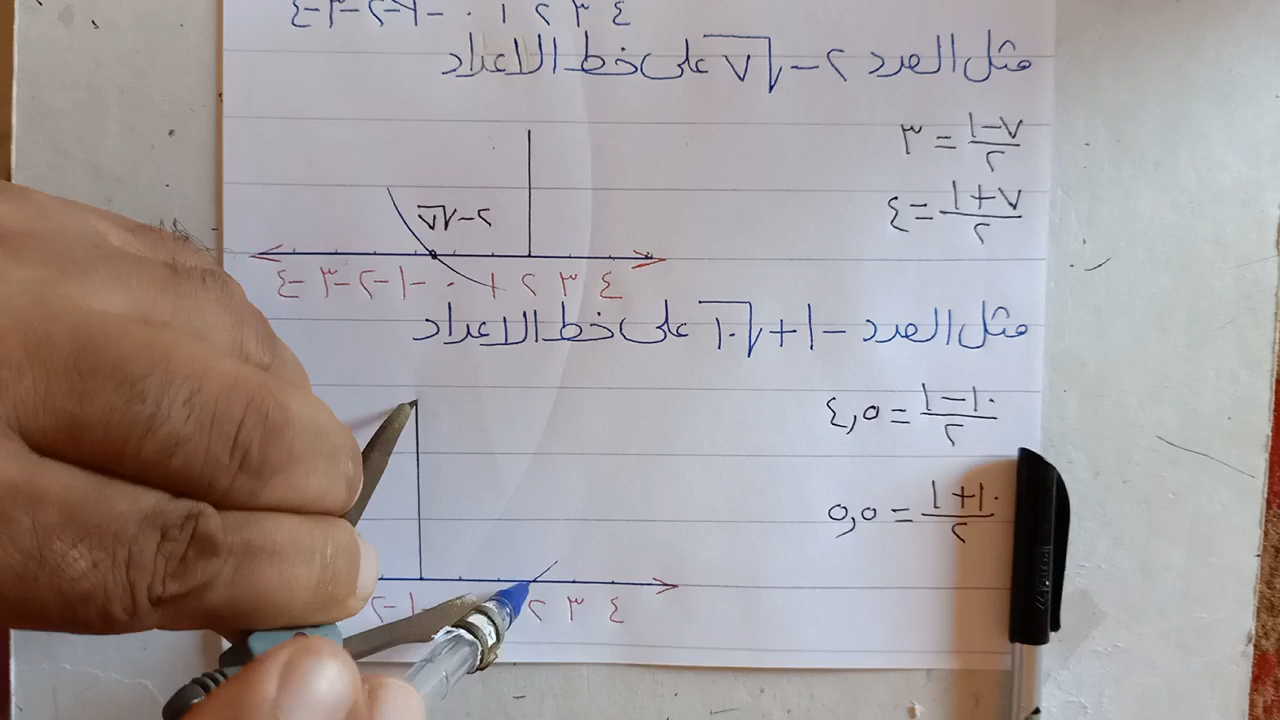 ٤ ٣ ٢ ١ ٠ -١ -٢ -٣ -٤
مثل العدد ٢ - √٧ على خط الاعداد
٧-١/٢ = ٣
٧+١/٢ = ٤
٢-√٧
٤ ٣ ٢ ١ ٠ -١ -٢ -٣ -٤
مثل العدد -١ + √١٠ على خط الاعداد
١٠-١/٢ = ٤,٥
١٠+١/٢ = ٥,٥
٤ ٣ ٢ -١ -٢